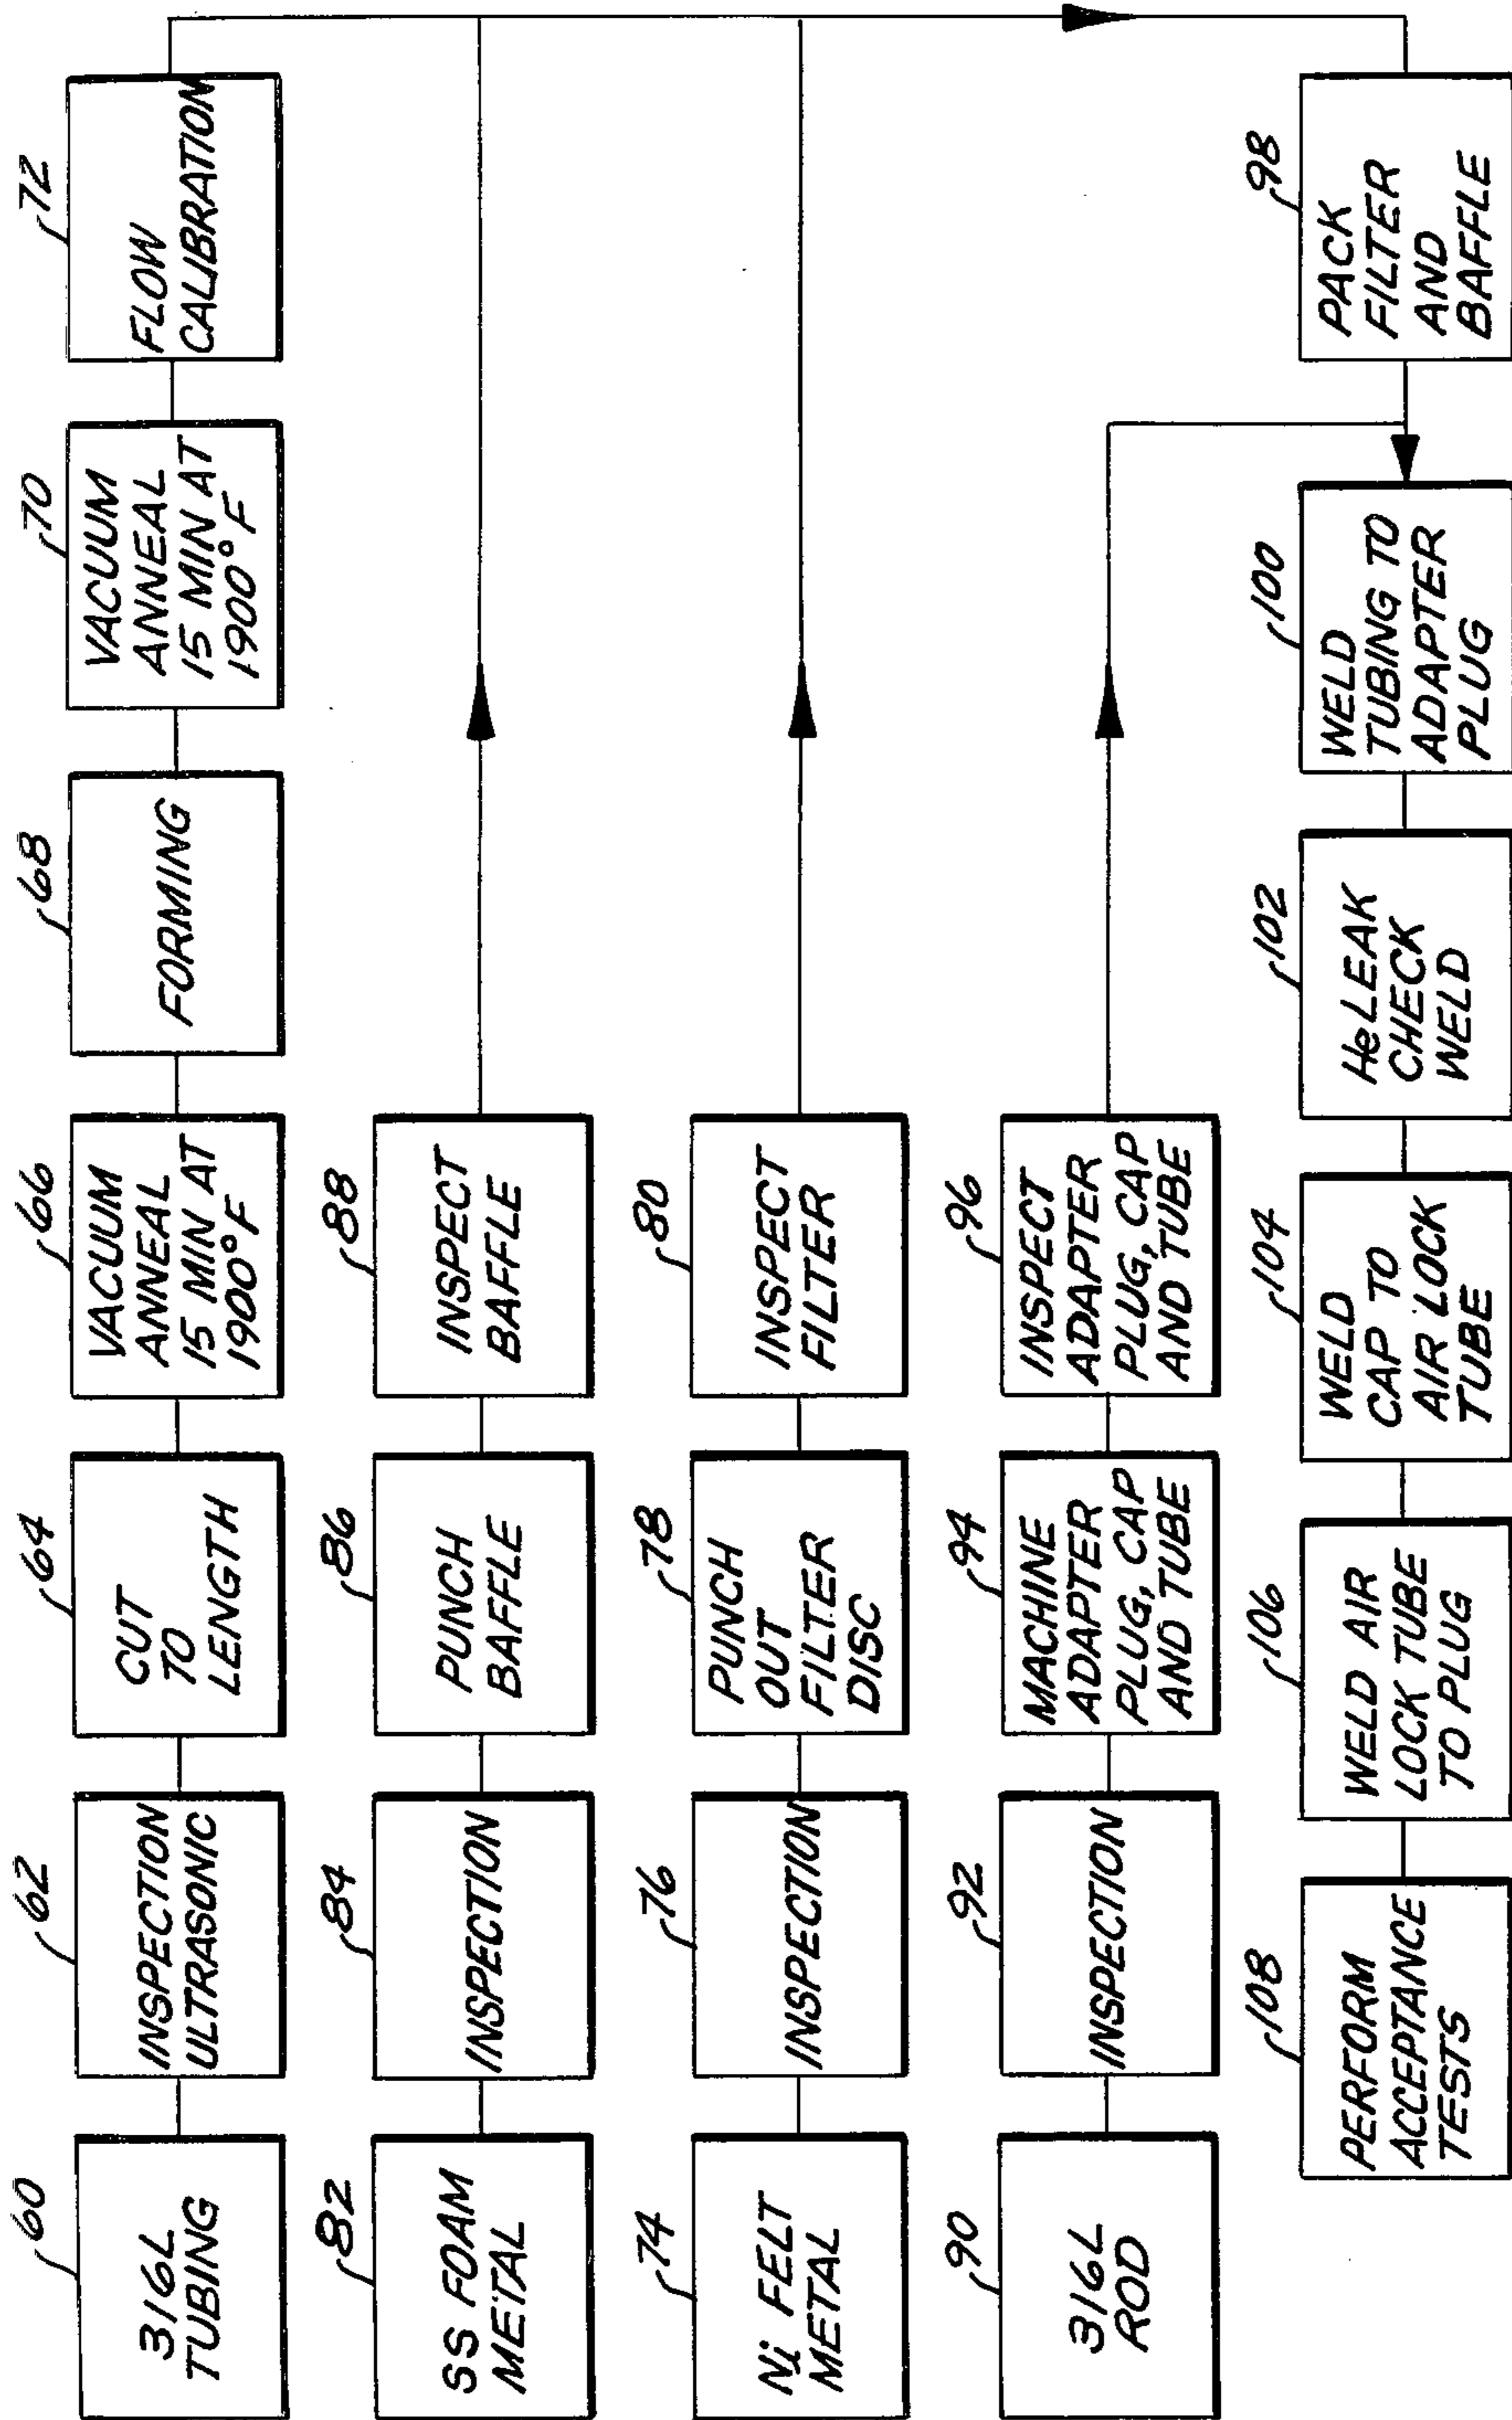 60
316L
TUBING
62
INSPECTION
ULTRASONIC
64
CUT
TO
LENGTH
66
VACUUM
ANNEAL
15 MIN AT
1900°F
68
FORMING
70
VACUUM
ANNEAL
15 MIN AT
1900°F
72
FLOW
CALIBRATION
82
SS FOAM
METAL
84
INSPECTION
86
PUNCH
BAFFLE
88
INSPECT
BAFFLE
74
Ni FELT
METAL
76
INSPECTION
78
PUNCH
OUT
FILTER
DISC
80
INSPECT
FILTER
90
316L
ROD
92
INSPECTION
94
MACHINE
ADAPTER
PLUG, CAP
AND TUBE
96
INSPECT
ADAPTER
PLUG, CAP
AND TUBE
98
PACK
FILTER
AND
BAFFLE
100
WELD
TUBING TO
ADAPTER
PLUG
102
He LEAK
CHECK
WELD
104
WELD
CAP TO
AIR LOCK
TUBE
106
WELD AIR
LOCK TUBE
TO PLUG
108
PERFORM
ACCEPTANCE
TESTS